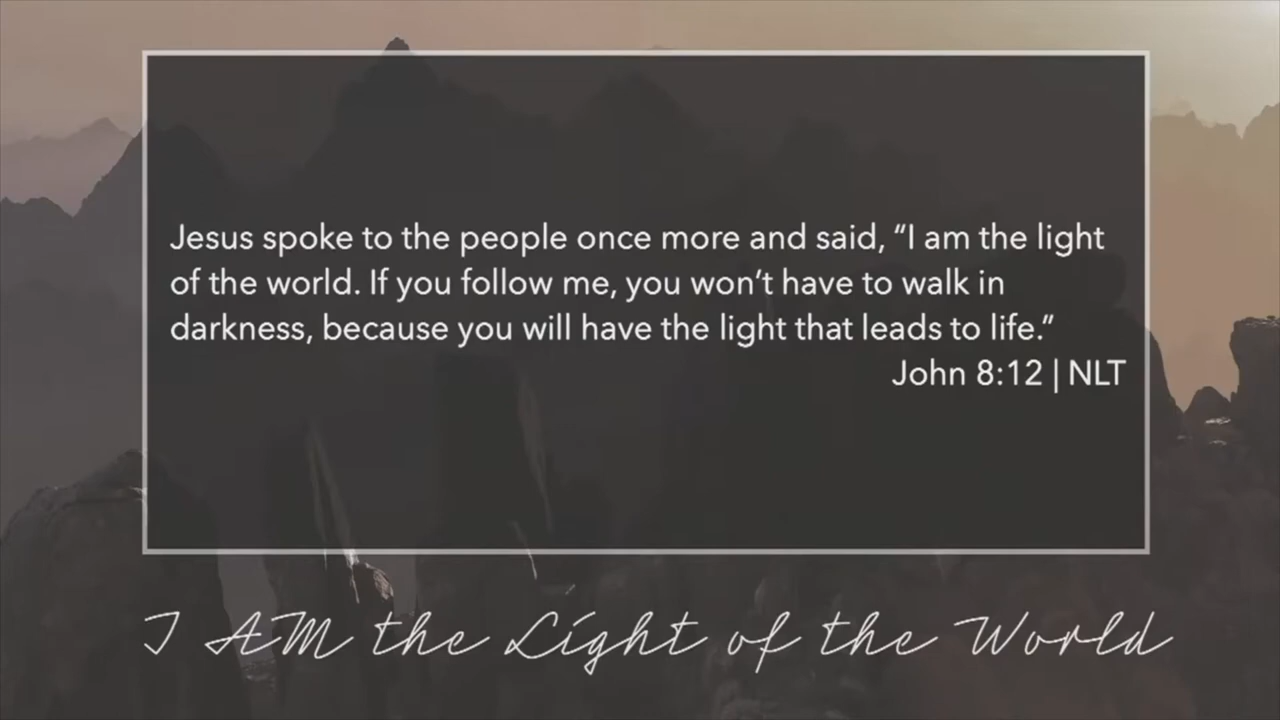 Jesus spoke to the people once more and said, “I am the light
of the world. If you follow me, you won’t have to walk in
darkness, because you will have the light that leads to life.”
John 8:12 | NLT
I AM the Light of the World